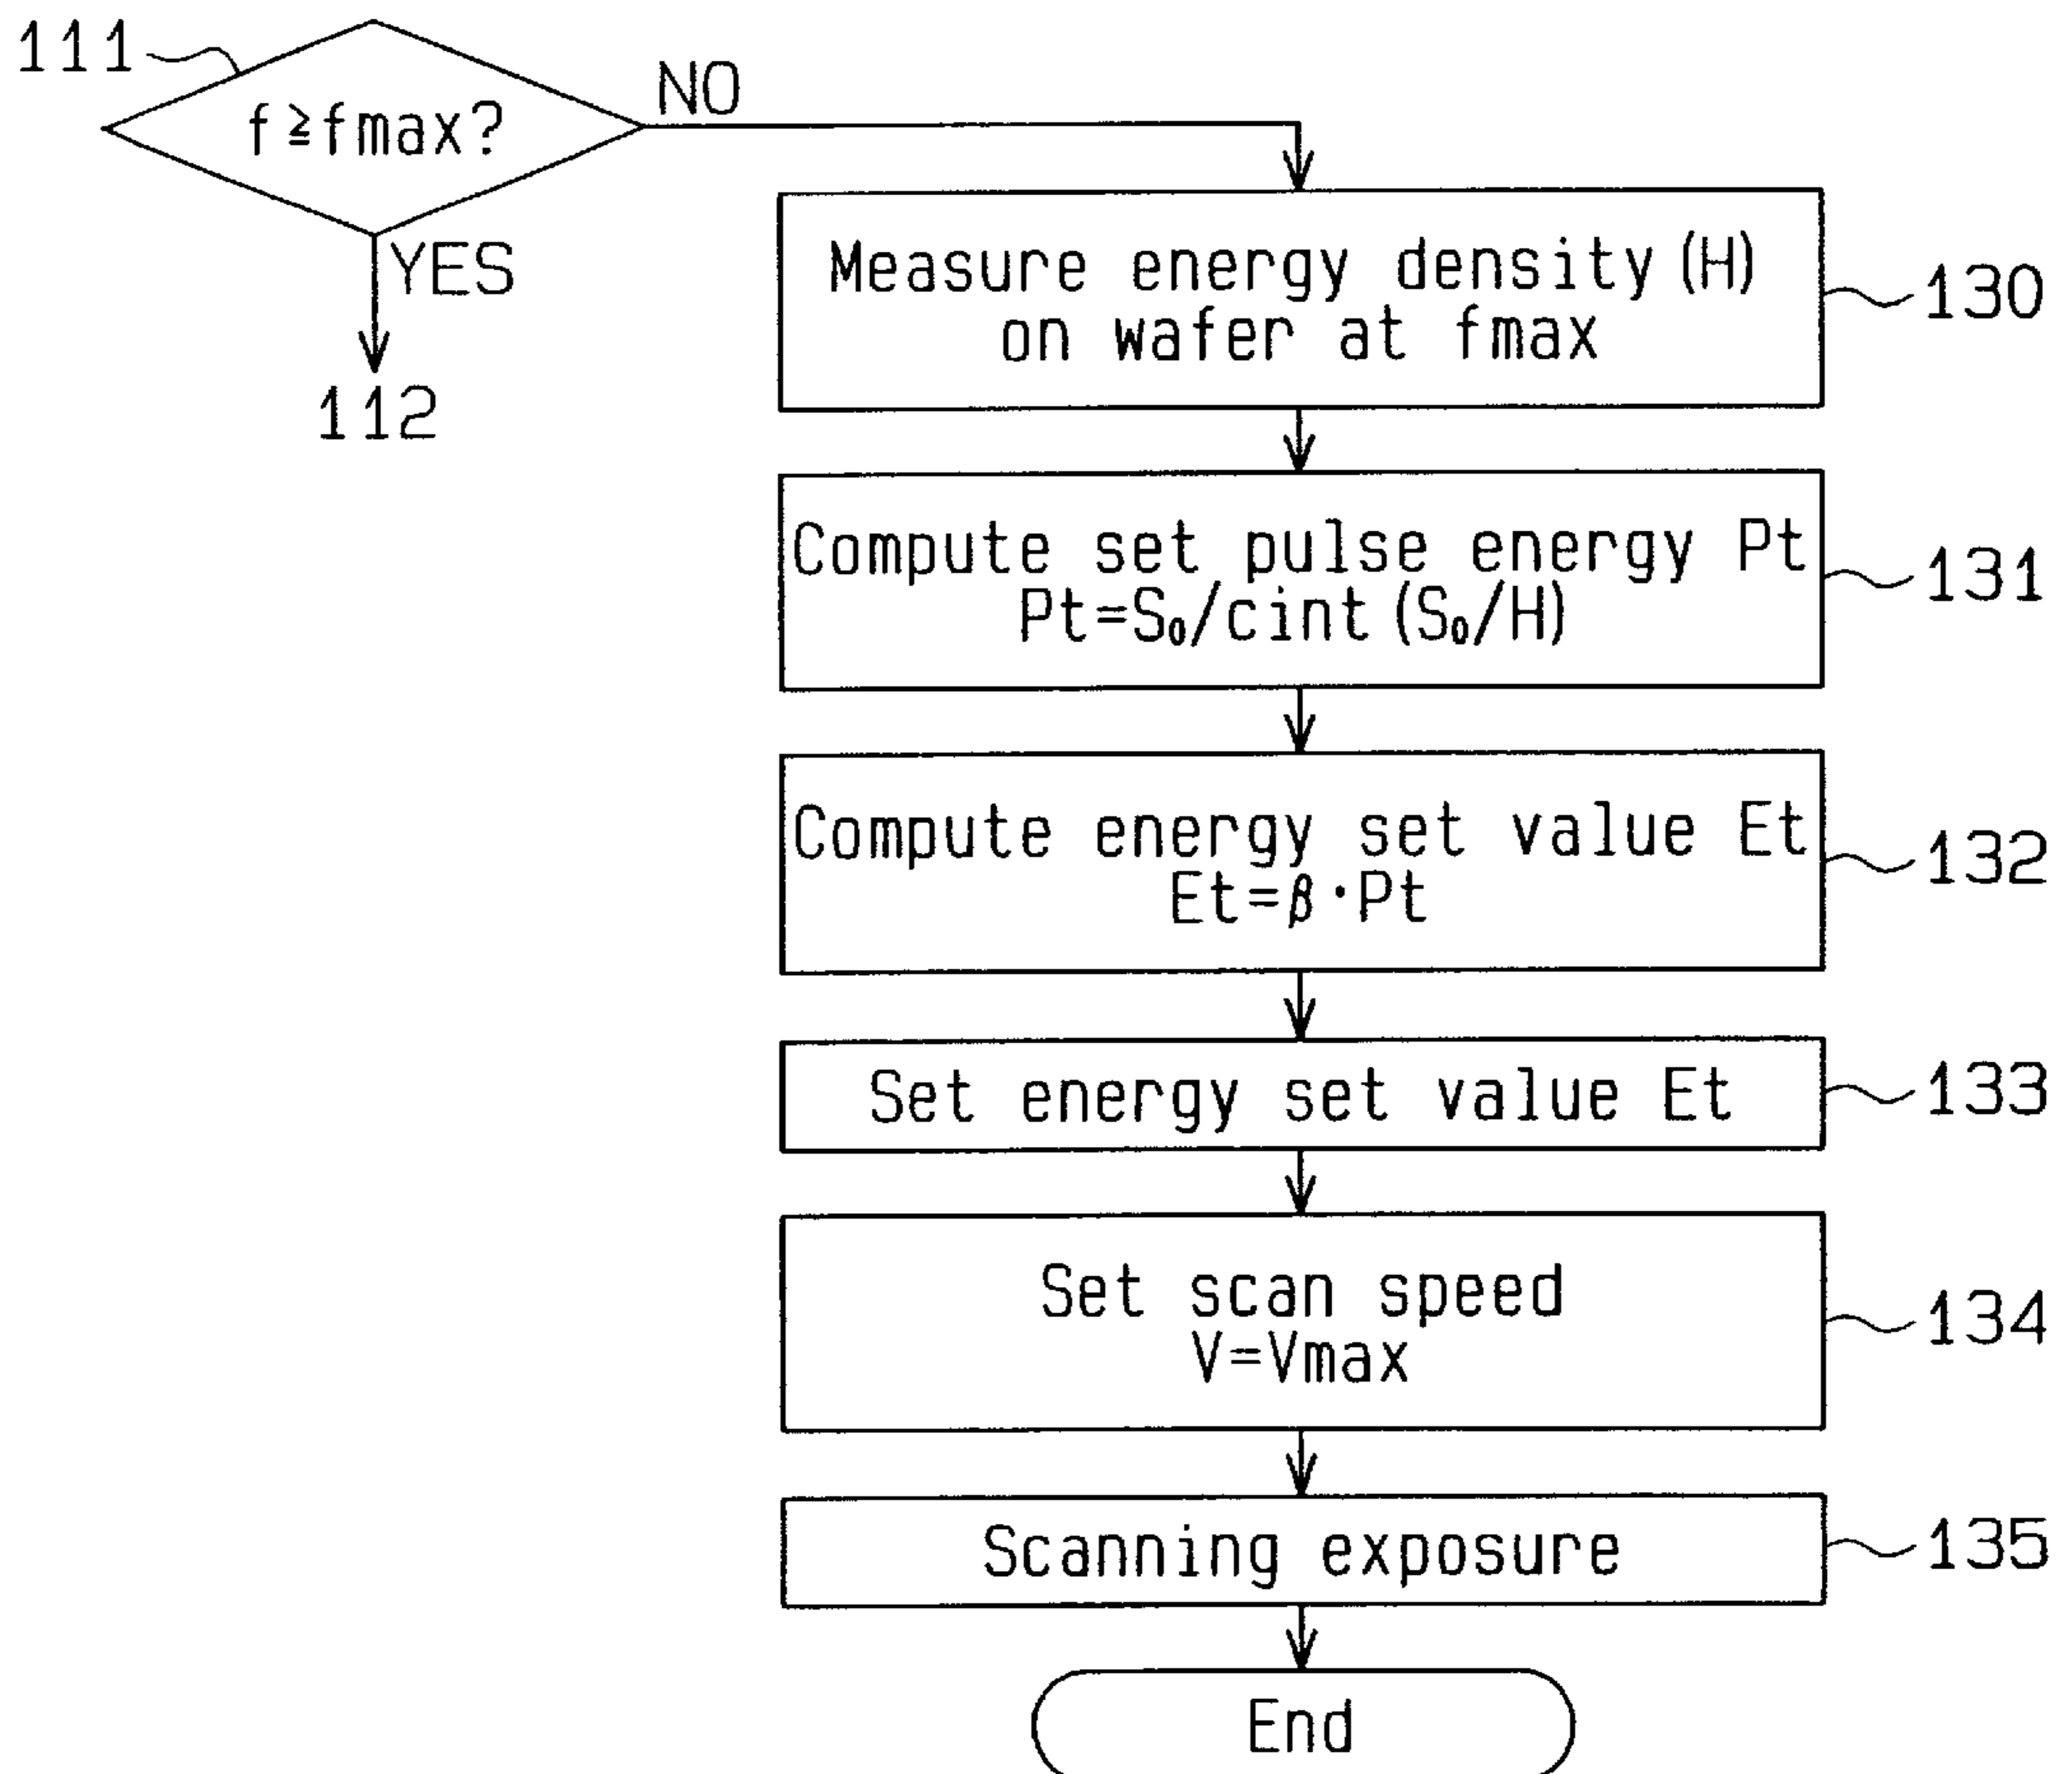 111
f≧fmax?
NO
YES
112
Measure energy density(H)
on wafer at fmax
130
Compute set pulse energy Pt
Pt=S₀/cint(S₀/H)
131
Compute energy set value Et
Et=β·Pt
132
Set energy set value Et
133
Set scan speed
V=Vmax
134
Scanning exposure
135
End